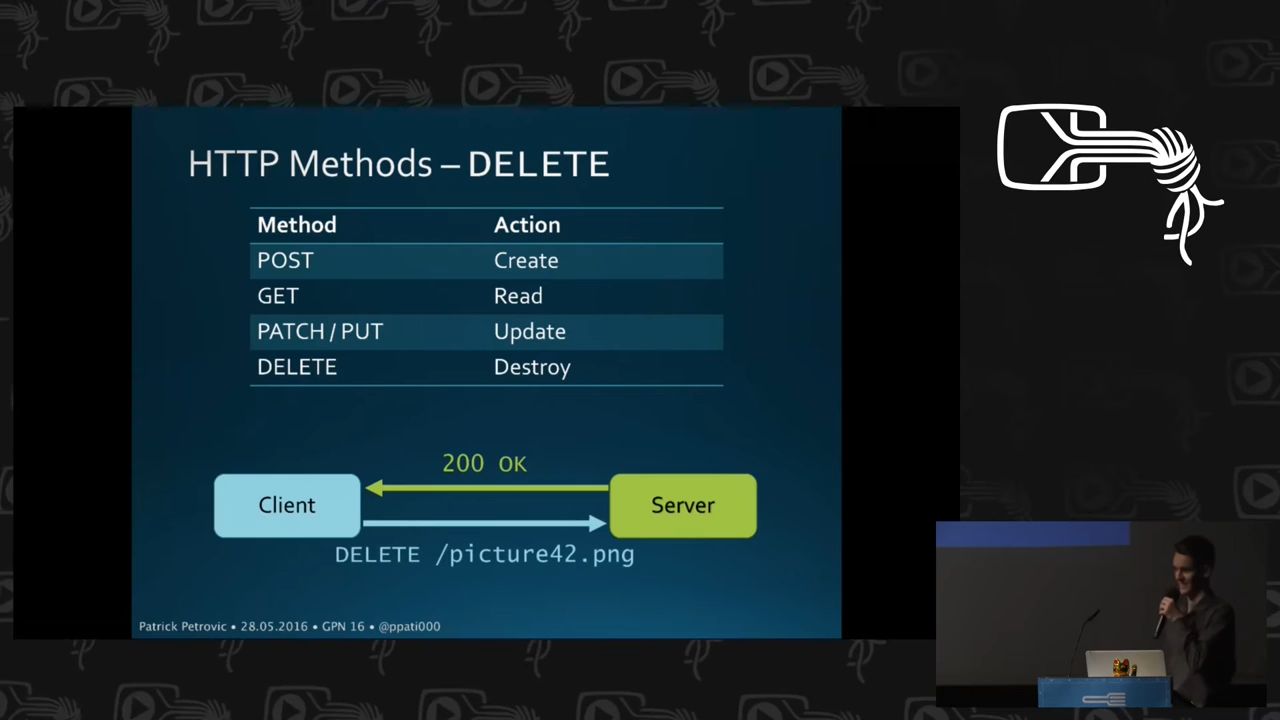 HTTP Methods – DELETE
Method Action
POST Create
GET Read
PATCH / PUT Update
DELETE Destroy
200 OK
Client Server
DELETE /picture42.png
Patrick Petrovic • 28.05.2016 • GPN 16 • @ppati000